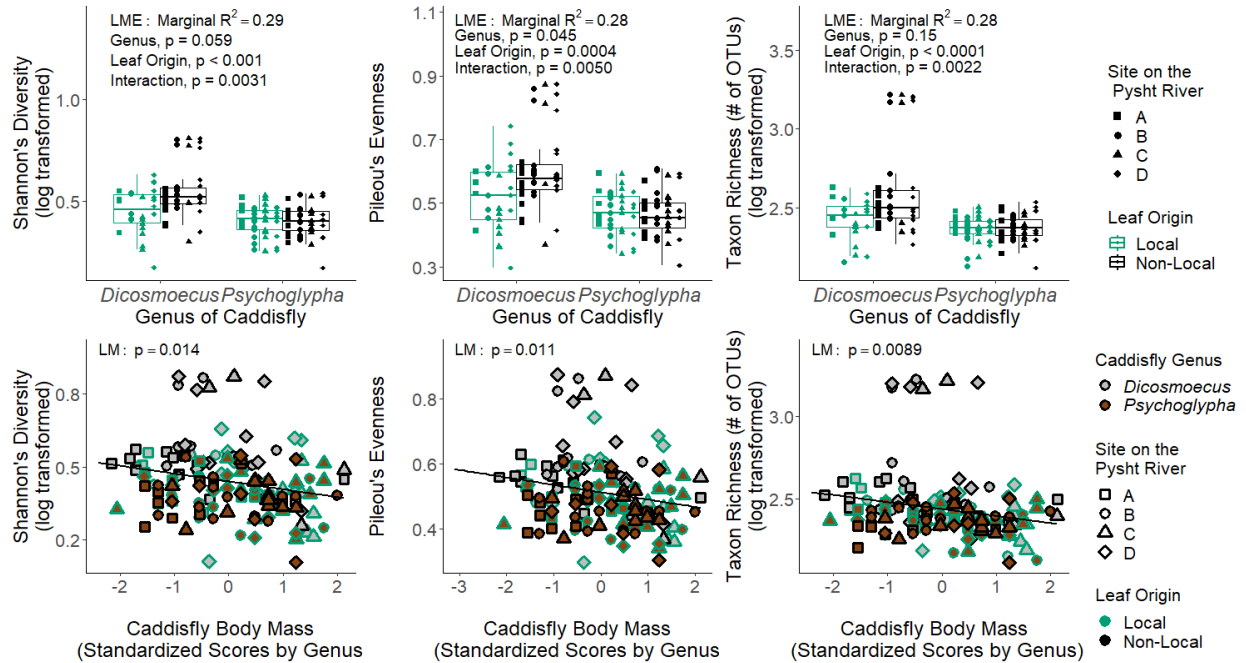 Shannon's Diversity
(log transformed)
1.0
0.5
LME : Marginal R² = 0.29
Genus, p = 0.059
Leaf Origin, p < 0.001
Interaction, p = 0.0031
Dicosmoecus Psychoglypha
Genus of Caddisfly
Pileou's Evenness
1.1
0.9
0.7
0.5
0.3
LME : Marginal R² = 0.28
Genus, p = 0.045
Leaf Origin, p = 0.0004
Interaction, p = 0.0050
Dicosmoecus Psychoglypha
Genus of Caddisfly
Taxon Richness (# of OTUs)
(log transformed)
3.5
3.0
2.5
LME : Marginal R² = 0.28
Genus, p = 0.15
Leaf Origin, p < 0.0001
Interaction, p = 0.0022
Dicosmoecus Psychoglypha
Genus of Caddisfly
Site on the
Pysht River
A
B
C
D
Leaf Origin
Local
Non-Local
Shannon's Diversity
(log transformed)
0.8
0.5
0.2
LM : p = 0.014
-2 -1 0 1 2
Caddisfly Body Mass
(Standardized Scores by Genus
Pileou's Evenness
0.8
0.6
0.4
LM : p = 0.011
-3 -2 -1 0 1 2
Caddisfly Body Mass
(Standardized Scores by Genus
Taxon Richness (# of OTUs)
(log transformed)
3.0
2.5
LM : p = 0.0089
-2 -1 0 1 2
Caddisfly Body Mass
(Standardized Scores by Genus)
Caddisfly Genus
Dicosmoecus
Psychoglypha
Site on the
Pysht River
A
B
C
D
Leaf Origin
Local
Non-Local